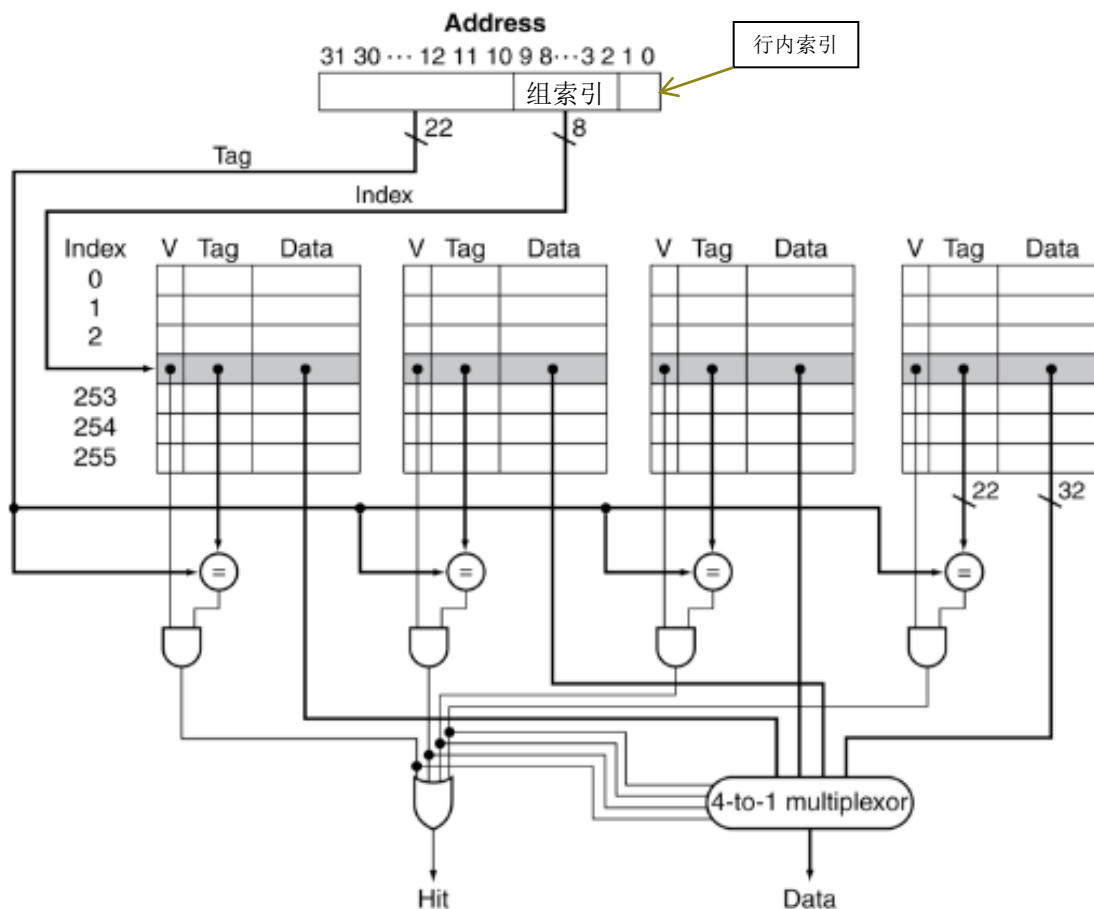 Address
行内索引
31 30 ··· 12 11 10 9 8···3 2 1 0
组索引
22
8
Tag
Index
Index V Tag Data V Tag Data V Tag Data V Tag Data
0
1
2
253
254
255
22 32
= = = =
4-to-1 multiplexor
Hit Data